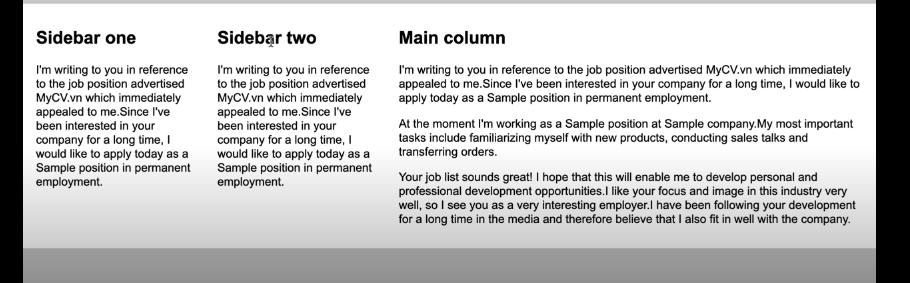 Sidebar one
I'm writing to you in reference
to the job position advertised
MyCV.vn which immediately
appealed to me.Since I've
been interested in your
company for a long time, I
would like to apply today as a
Sample position in permanent
employment.
Sidebar two
I'm writing to you in reference
to the job position advertised
MyCV.vn which immediately
appealed to me.Since I've
been interested in your
company for a long time, I
would like to apply today as a
Sample position in permanent
employment.
Main column
I'm writing to you in reference to the job position advertised MyCV.vn which immediately
appealed to me.Since I've been interested in your company for a long time, I would like to
apply today as a Sample position in permanent employment.
At the moment I'm working as a Sample position at Sample company.My most important
tasks include familiarizing myself with new products, conducting sales talks and
transferring orders.
Your job list sounds great! I hope that this will enable me to develop personal and
professional development opportunities.I like your focus and image in this industry very
well, so I see you as a very interesting employer.I have been following your development
for a long time in the media and therefore believe that I also fit in well with the company.